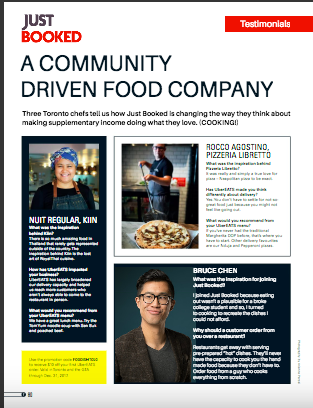 JUST
BOOKED
Testimonials
A COMMUNITY
DRIVEN FOOD COMPANY
Three Toronto chefs tell us how Just Booked is changing the way they think about
making supplementary income doing what they love. (COOKING!)
NUIT REGULAR, KIIN
What was the inspiration
behind Kiin?
There is so much amazing food in
Thailand that rarely gets represented
outside of the country. The
inspiration behind Kiin is the lost
art of Royal Thai cuisine.
How has UberEATS impacted
your business?
UberEATS has largely broadened
our delivery capacity and helped
us reach more customers who
aren't always able to come to the
restaurant in person.
What would you recommend
from your UberEATS menu?
We have a great lunch menu. Try the
Tom Yum noodle soup with
ROCCO AGOSTINO,
PIZZERIA LIBRETTO
What was the inspiration behind
Pizzeria Libretto?
It was really and simply a true love for
pizza – Neapolitan pizza to be exact.
Has UberEATS made you think
differently about delivery?
Yes. You don't have to settle for not so
great food just because you might not
feel like going out.
What would you recommend from
your UberEATS menu?
If you've never had the traditional
Margherita DOP before, that's where you
have to start. Other delivery favourites
are our Nduja and Pepperoni pizzas.
BRUCE CHEN
What was the inspiration for joining
Just Booked?
I joined Just Booked because eating
out wasn't a plausible for a broke
college student and so, I turned
to cooking to recreate the dishes I
could not afford.
Why should a customer order from
you over a restaurant?
Restaurants get away with serving
pre-prepared "hot" dishes. They'll never
have the capacity to cook you the hand
made food because they don't have to.
Order food from a guy who cooks
everything from scratch.
Use the promotion code
to receive $10 off your first UberEATS
order. Valid in Toronto and the GTA
through Dec. 31, 2017